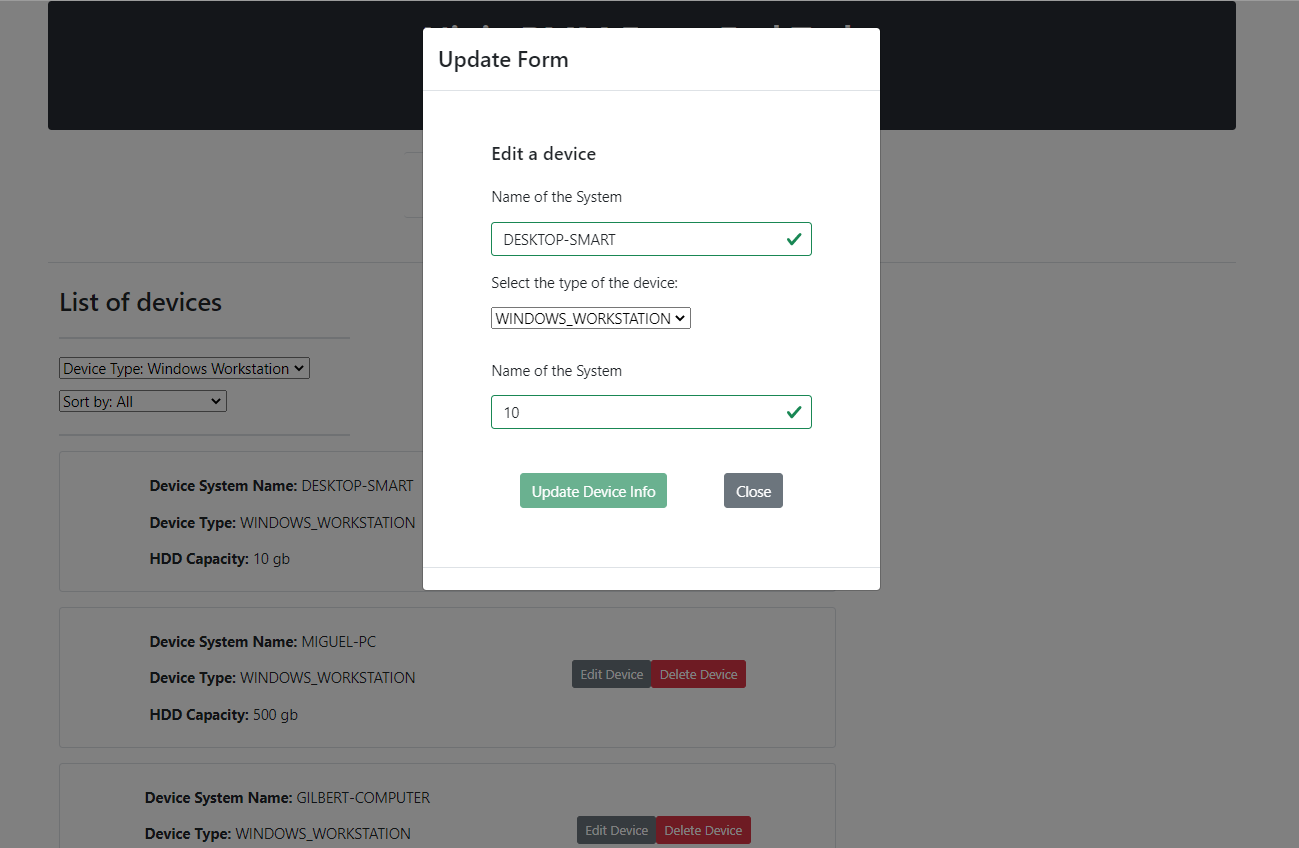 Update Form
Edit a device
Name of the System
DESKTOP-SMART
Select the type of the device:
WINDOWS_WORKSTATION
Name of the System
10
Update Device Info
Close
List of devices
Device Type: Windows Workstation
Sort by: All
Device System Name: DESKTOP-SMART
Device Type: WINDOWS_WORKSTATION
HDD Capacity: 10 gb
Device System Name: MIGUEL-PC
Device Type: WINDOWS_WORKSTATION
HDD Capacity: 500 gb
Edit Device
Delete Device
Device System Name: GILBERT-COMPUTER
Device Type: WINDOWS_WORKSTATION
Edit Device
Delete Device